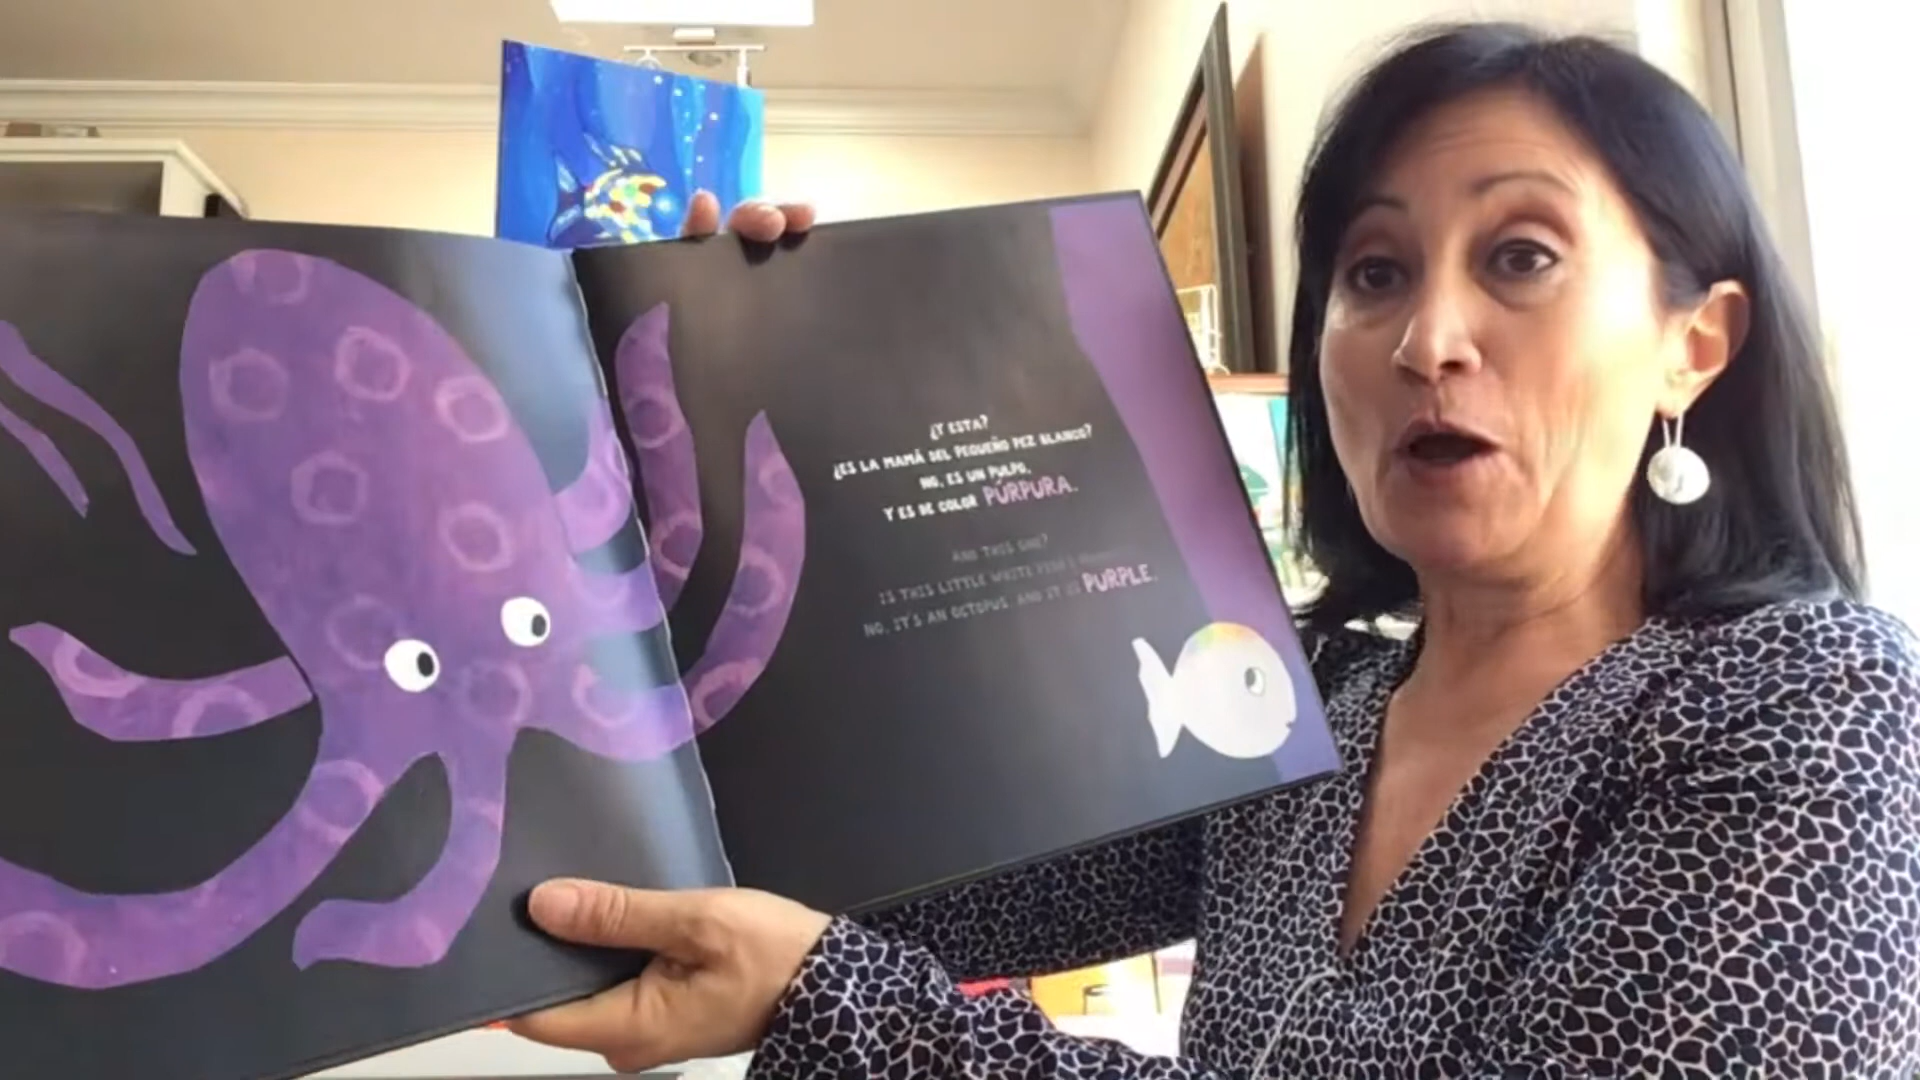 ¿Y ESTA?
¿ES LA MAMÁ DEL PEQUEÑO PEZ BLANCO?
NO, ES UN PULPO.
Y ES DE COLOR PÚRPURA.
AND THIS ONE?
IS THIS LITTLE WHITE FISH'S
NO, IT'S AN OCTOPUS. AND IT IS PURPLE.